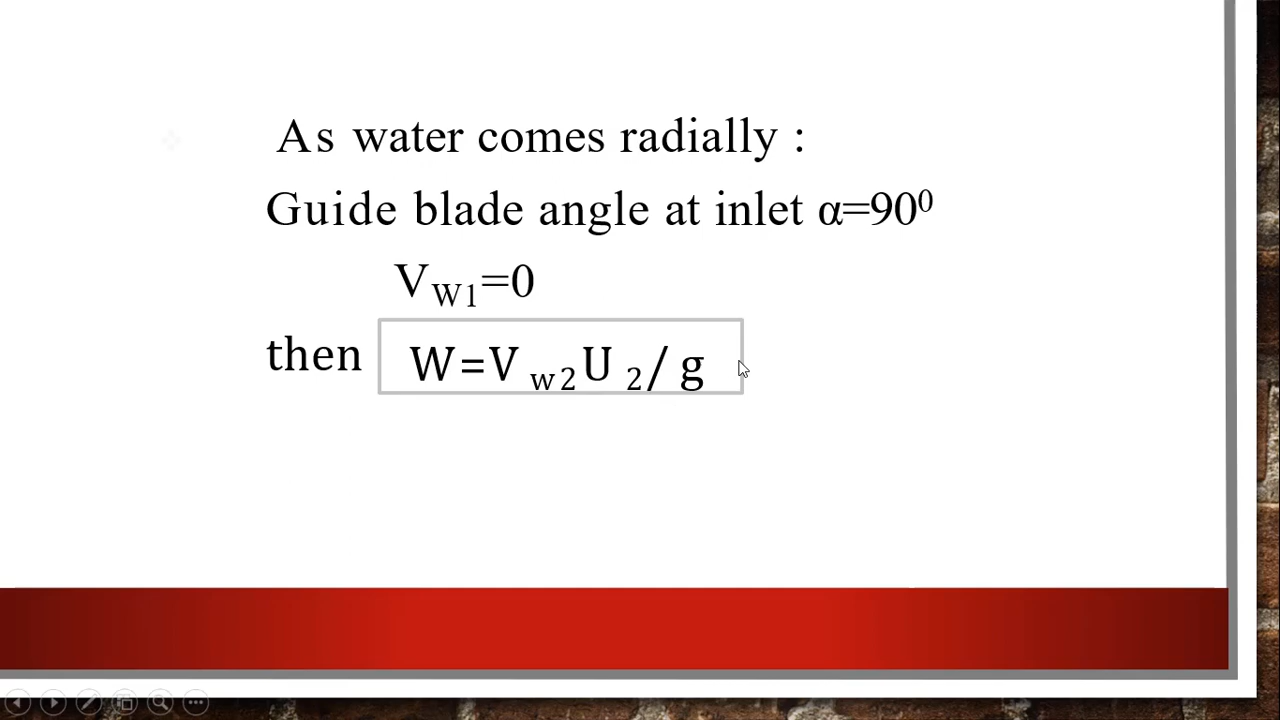 As water comes radially :
Guide blade angle at inlet α=90⁰
V_W1=0
then W=V_w2U_2/g